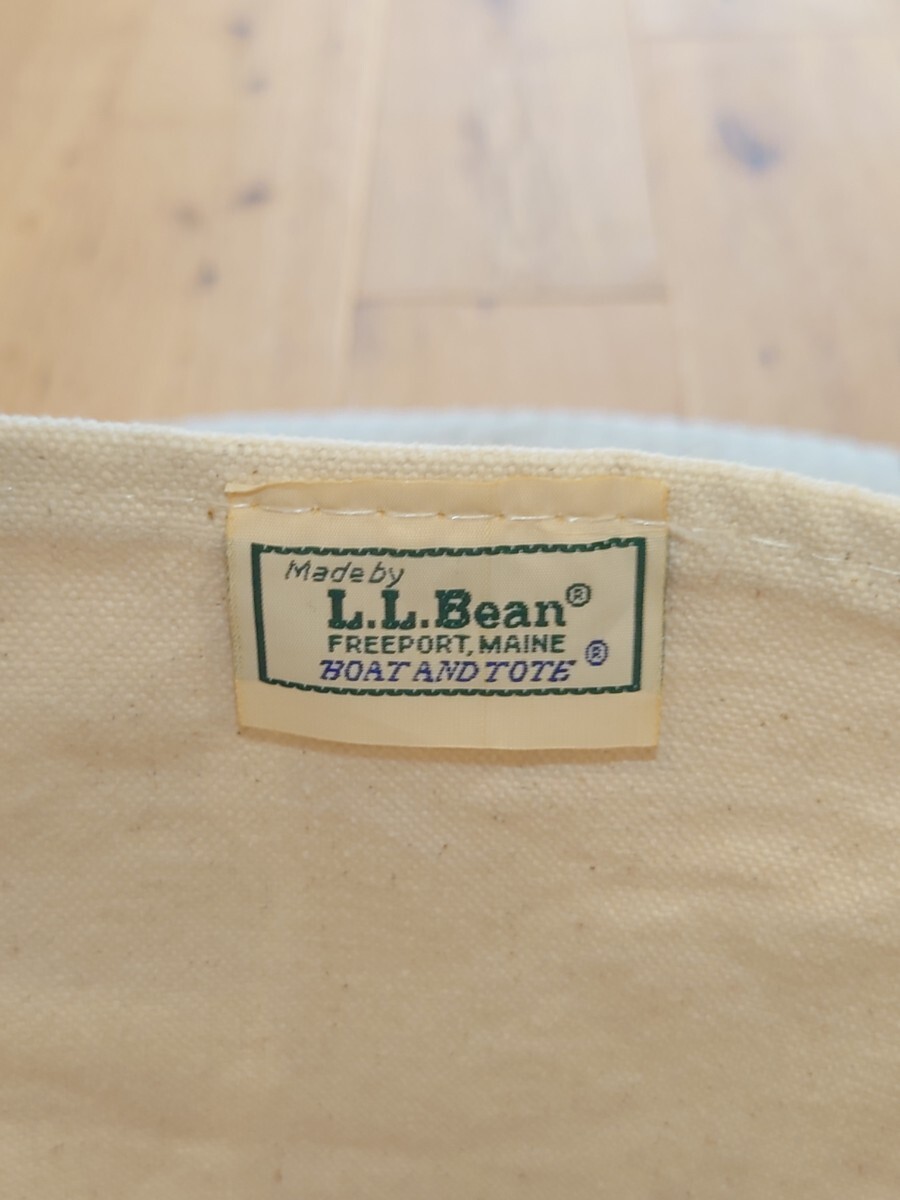 Made by
L.L.Bean®
FREEPORT, MAINE
BOAT AND TOTE®